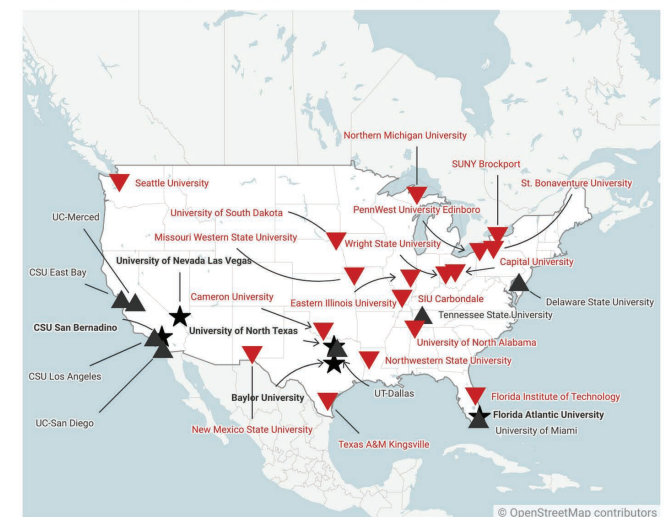 Northern Michigan University
SUNY Brockport
Seattle University
St. Bonaventure University
PennWest University Edinboro
University of South Dakota
UC-Merced
Missouri Western State University
Wright State University
University of Nevada Las Vegas
Capital University
CSU East Bay
Cameron University
Eastern Illinois University
SIU Carbondale
Delaware State University
Tennessee State University
CSU San Bernadino
University of North Texas
University of North Alabama
Northwestern State University
CSU Los Angeles
UT-Dallas
Baylor University
Florida Institute of Technology
Florida Atlantic University
UC-San Diego
New Mexico State University
University of Miami
Texas A&M Kingsville
© OpenStreetMap contributors